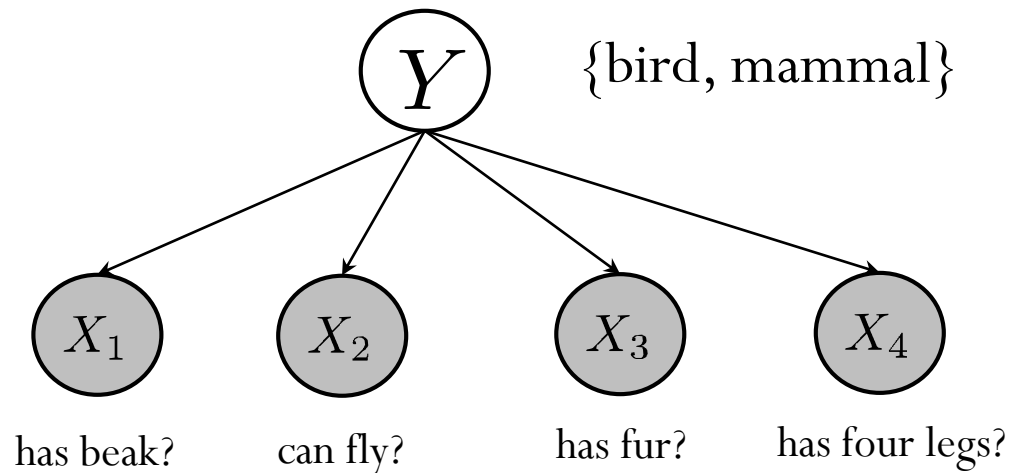 Y
{bird, mammal}
X₁
X₂
X₃
X₄
has beak?
can fly?
has fur?
has four legs?